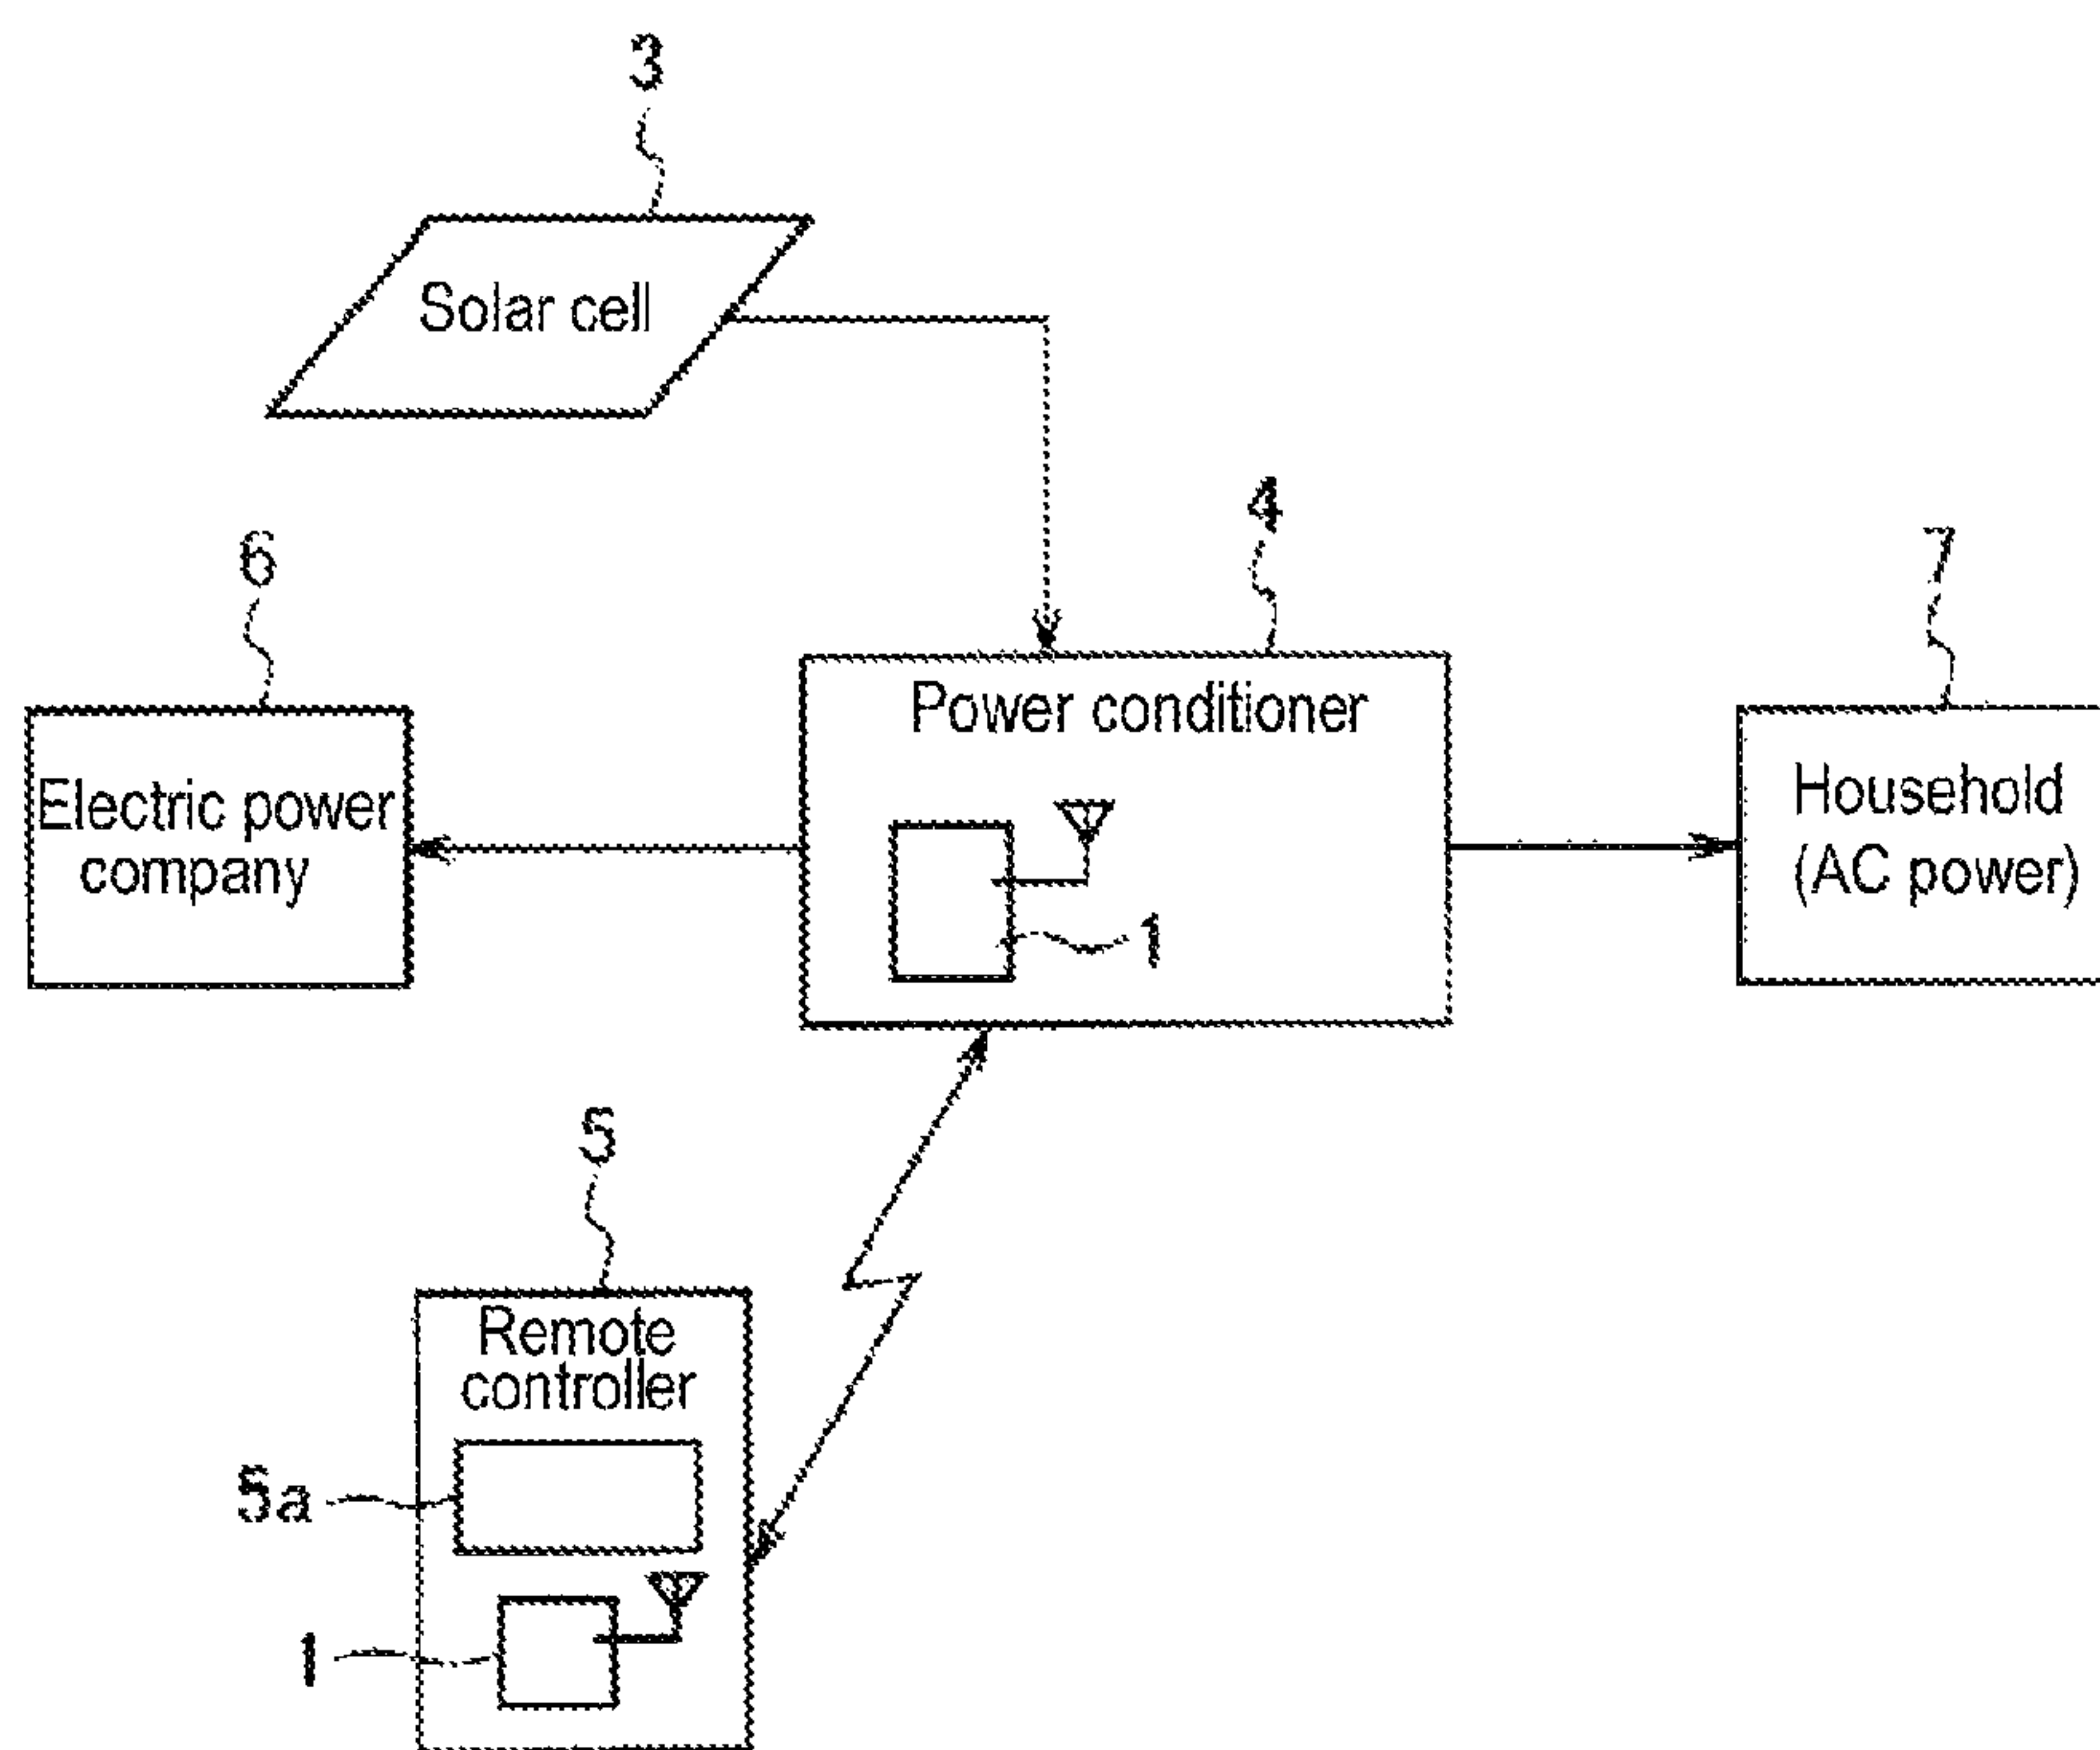 3
Solar cell
4
6
7
Power conditioner
Electric power
company
Household
(AC power)
1
5
Remote
controller
5a
1